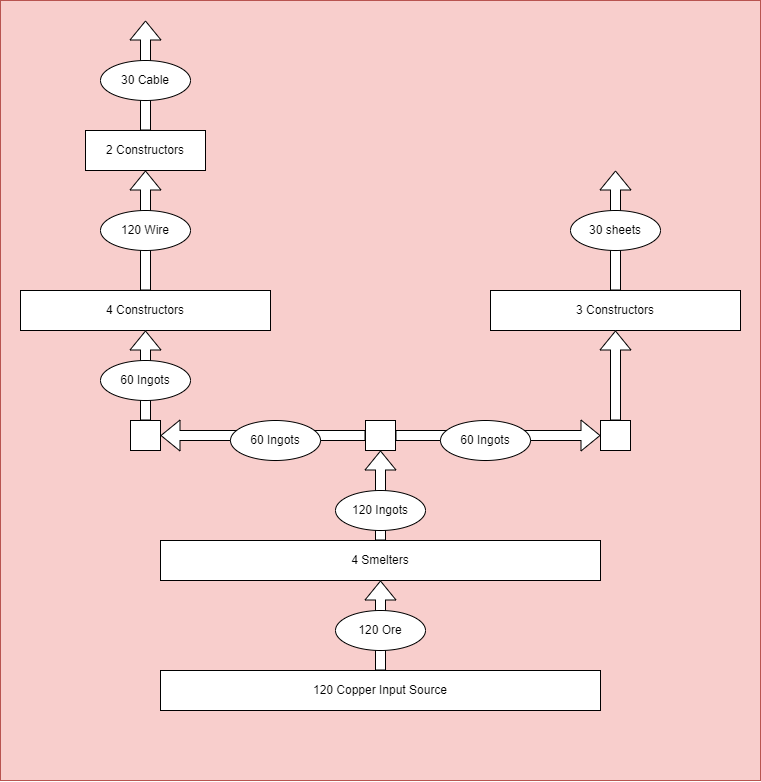 30 Cable
2 Constructors
120 Wire
30 sheets
4 Constructors
3 Constructors
60 Ingots
60 Ingots
60 Ingots
120 Ingots
4 Smelters
120 Ore
120 Copper Input Source